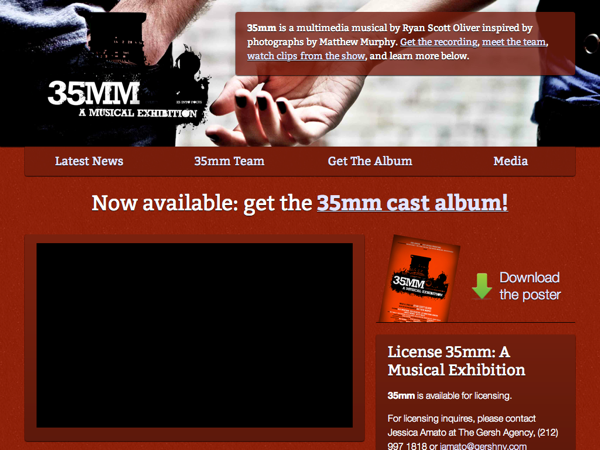 35mm is a multimedia musical by Ryan Scott Oliver inspired by
photographs by Matthew Murphy. Get the recording, meet the team,
watch clips from the show, and learn more below.
35MM
A MUSICAL EXHIBITION
Latest News
35mm Team
Get The Album
Media
Now available: get the 35mm cast album!
35MM
A MUSICAL EXHIBITION
Download
the poster
License 35mm: A
Musical Exhibition
35mm is available for licensing.
For licensing inquires, please contact
Jessica Amato at The Gersh Agency, (212)
997 1818 or jamato@gershny.com